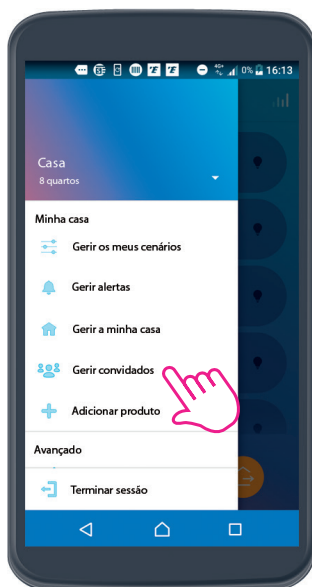 4G+ 0% 16:13
Casa
8 quartos
Minha casa
Gerir os meus cenários
Gerir alertas
Gerir a minha casa
Gerir convidados
Adicionar produto
Avançado
Terminar sessão